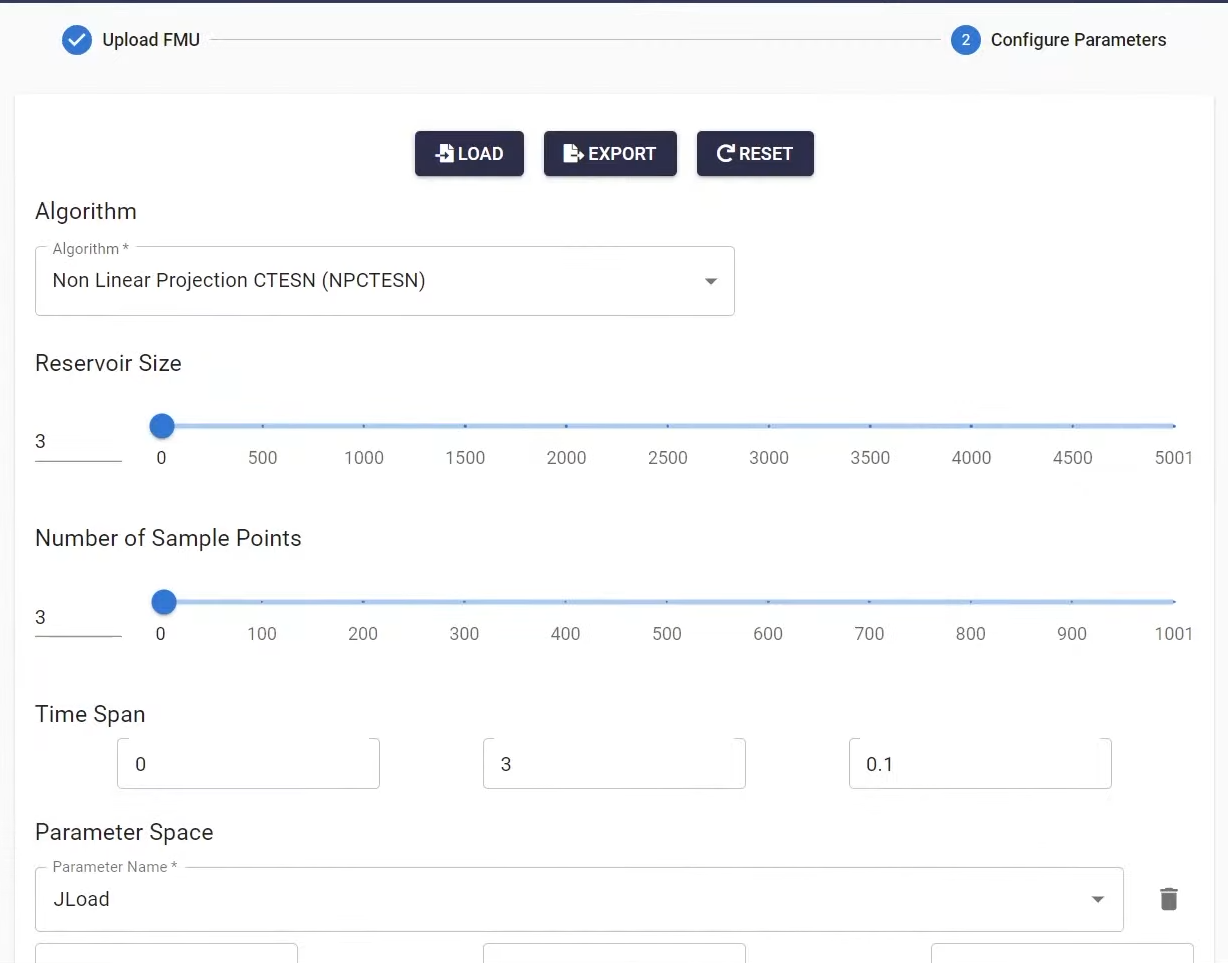 Upload FMU
2 Configure Parameters
LOAD EXPORT RESET
Algorithm
Algorithm *
Non Linear Projection CTESN (NPCTESN)
Reservoir Size
3
0 500 1000 1500 2000 2500 3000 3500 4000 4500 5001
Number of Sample Points
3
0 100 200 300 400 500 600 700 800 900 1001
Time Span
0 3 0.1
Parameter Space
Parameter Name *
JLoad